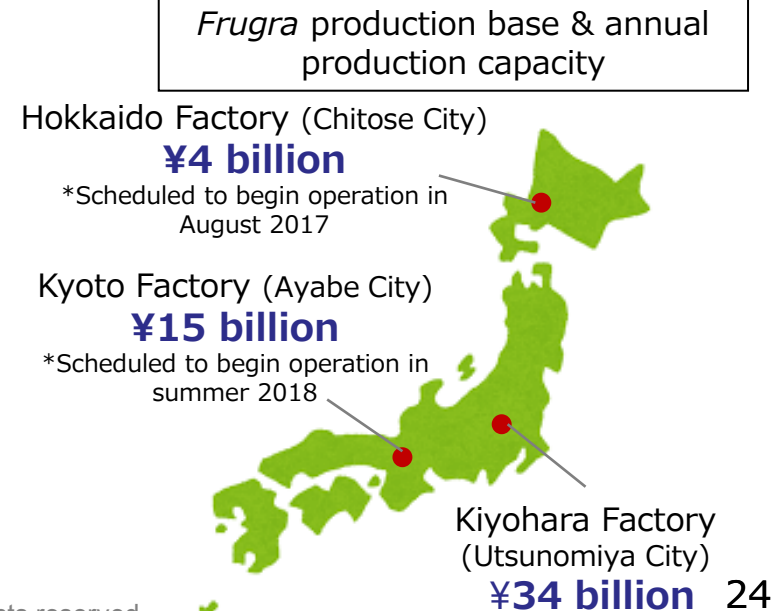 Frugra production base & annual
production capacity
Hokkaido Factory (Chitose City)
¥4 billion
*Scheduled to begin operation in
August 2017
Kyoto Factory (Ayabe City)
¥15 billion
*Scheduled to begin operation in
summer 2018
Kiyohara Factory
(Utsunomiya City)
¥34 billion
24
reserved